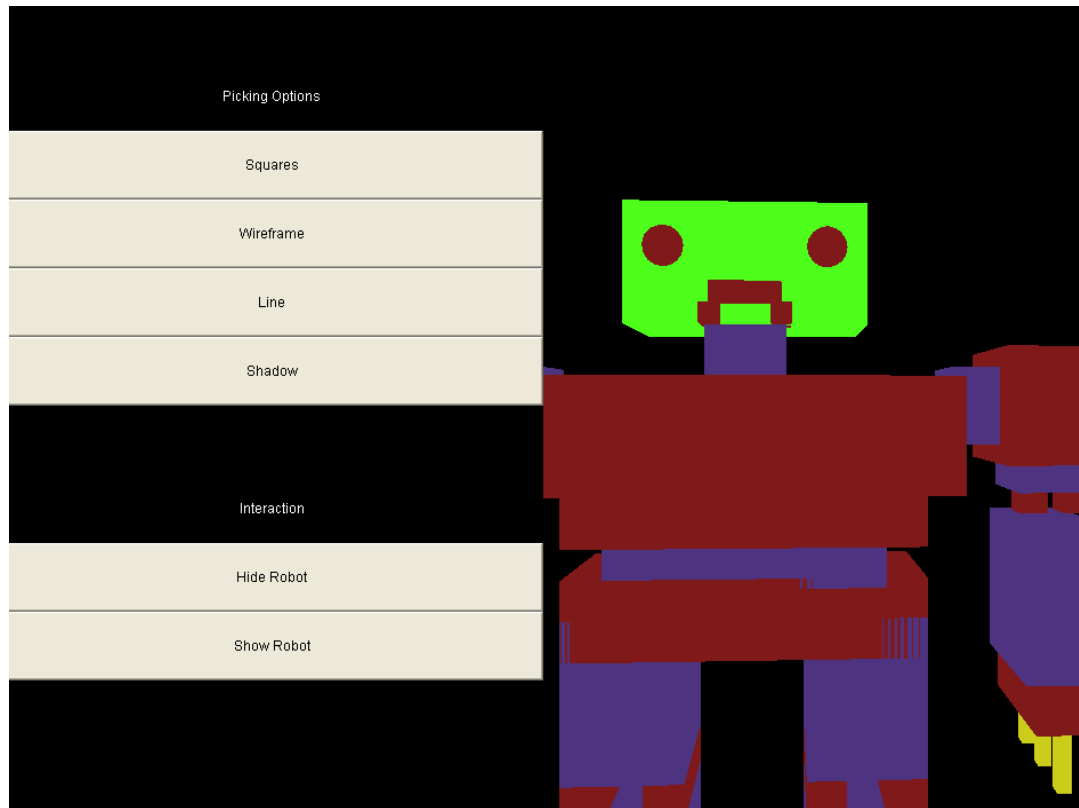 Picking Options
Squares
Wireframe
Line
Shadow
Interaction
Hide Robot
Show Robot